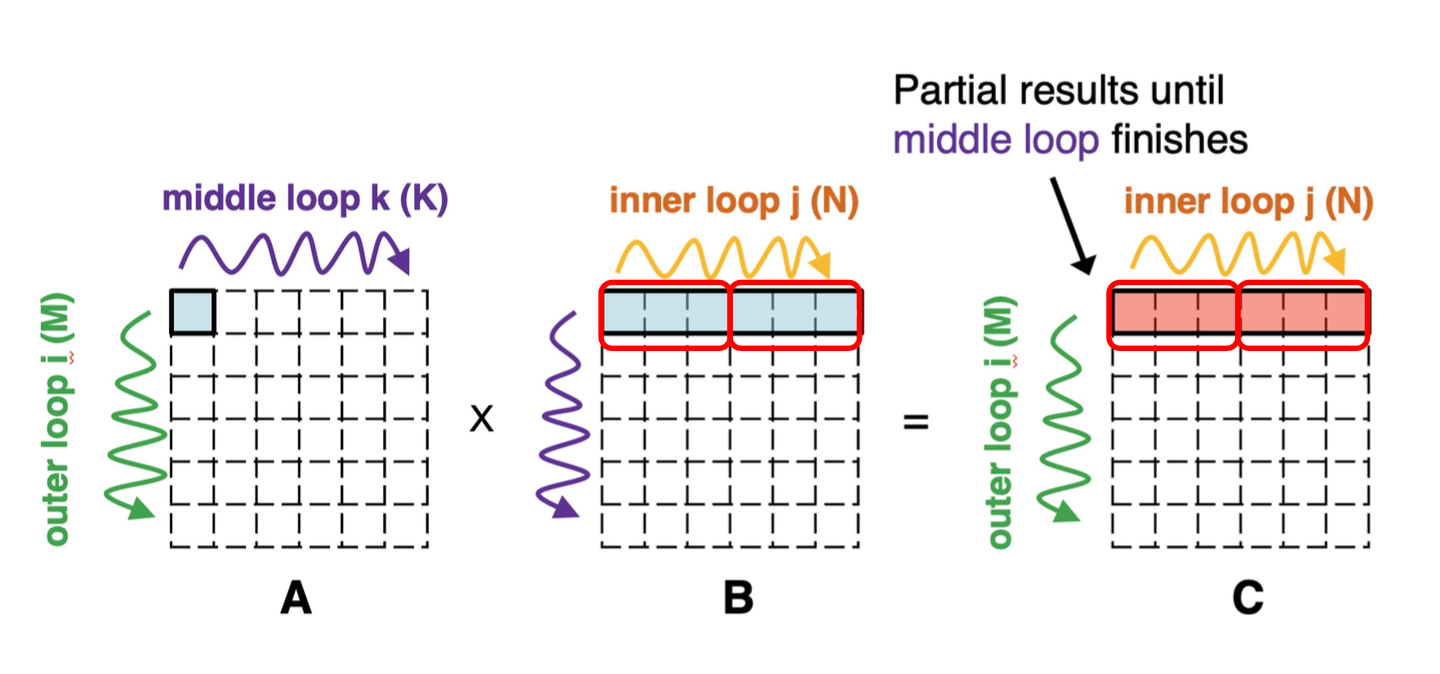 Partial results until
middle loop finishes
middle loop k (K)
inner loop j (N)
inner loop j (N)
outer loop i (M)
outer loop i (M)
X
=
A
B
C